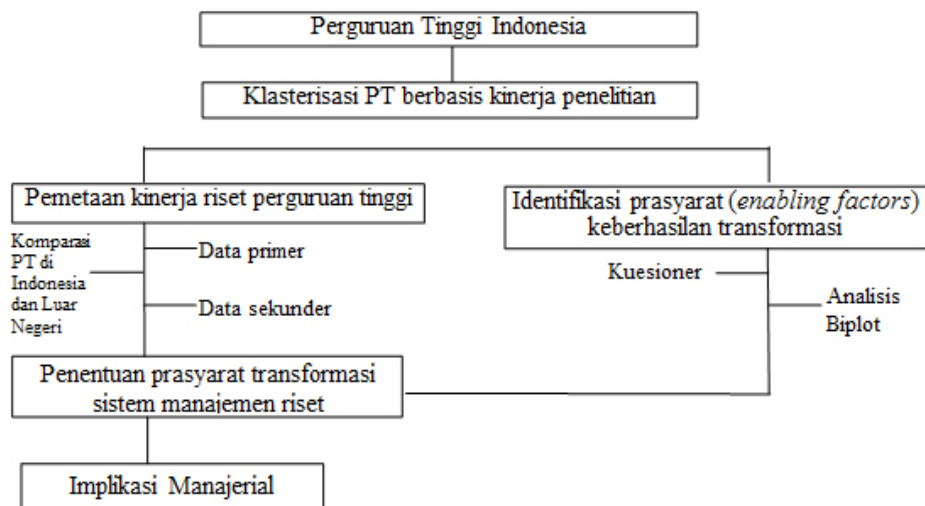 Perguruan Tinggi Indonesia
Klasterisasi PT berbasis kinerja penelitian
Pemetaan kinerja riset perguruan tinggi
Identifikasi prasyarat (enabling factors)
keberhasilan transformasi
Komparasi
PT di
Indonesia
dan Luar
Negeri
Data primer
Data sekunder
Kuesioner
Analisis
Biplot
Penentuan prasyarat transformasi
sistem manajemen riset
Implikasi Manajerial